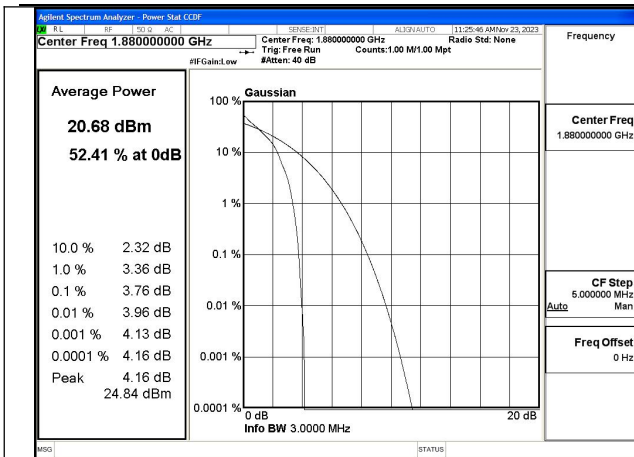 Agilent Spectrum Analyzer - Power Stat CCDF
RL RF 50 Ω AC SENSE:INT ALIGN AUTO 11:25:46 AM Nov 23, 2023
Center Freq 1.880000000 GHz
Center Freq: 1.880000000 GHz Radio Std: None
Trig: Free Run Counts:1.00 M/1.00 Mpt
#IFGain:Low #Atten: 40 dB
Frequency
Average Power
20.68 dBm
52.41 % at 0dB
10.0 % 2.32 dB
1.0 % 3.36 dB
0.1 % 3.76 dB
0.01 % 3.96 dB
0.001 % 4.13 dB
0.0001 % 4.16 dB
Peak 4.16 dB
24.84 dBm
100 % Gaussian
10 %
1 %
0.1 %
0.01 %
0.001 %
0.0001 %
0 dB 20 dB
Info BW 3.0000 MHz
Center Freq
1.880000000 GHz
CF Step
5.000000 MHz
Auto Man
Freq Offset
0 Hz
MSG STATUS